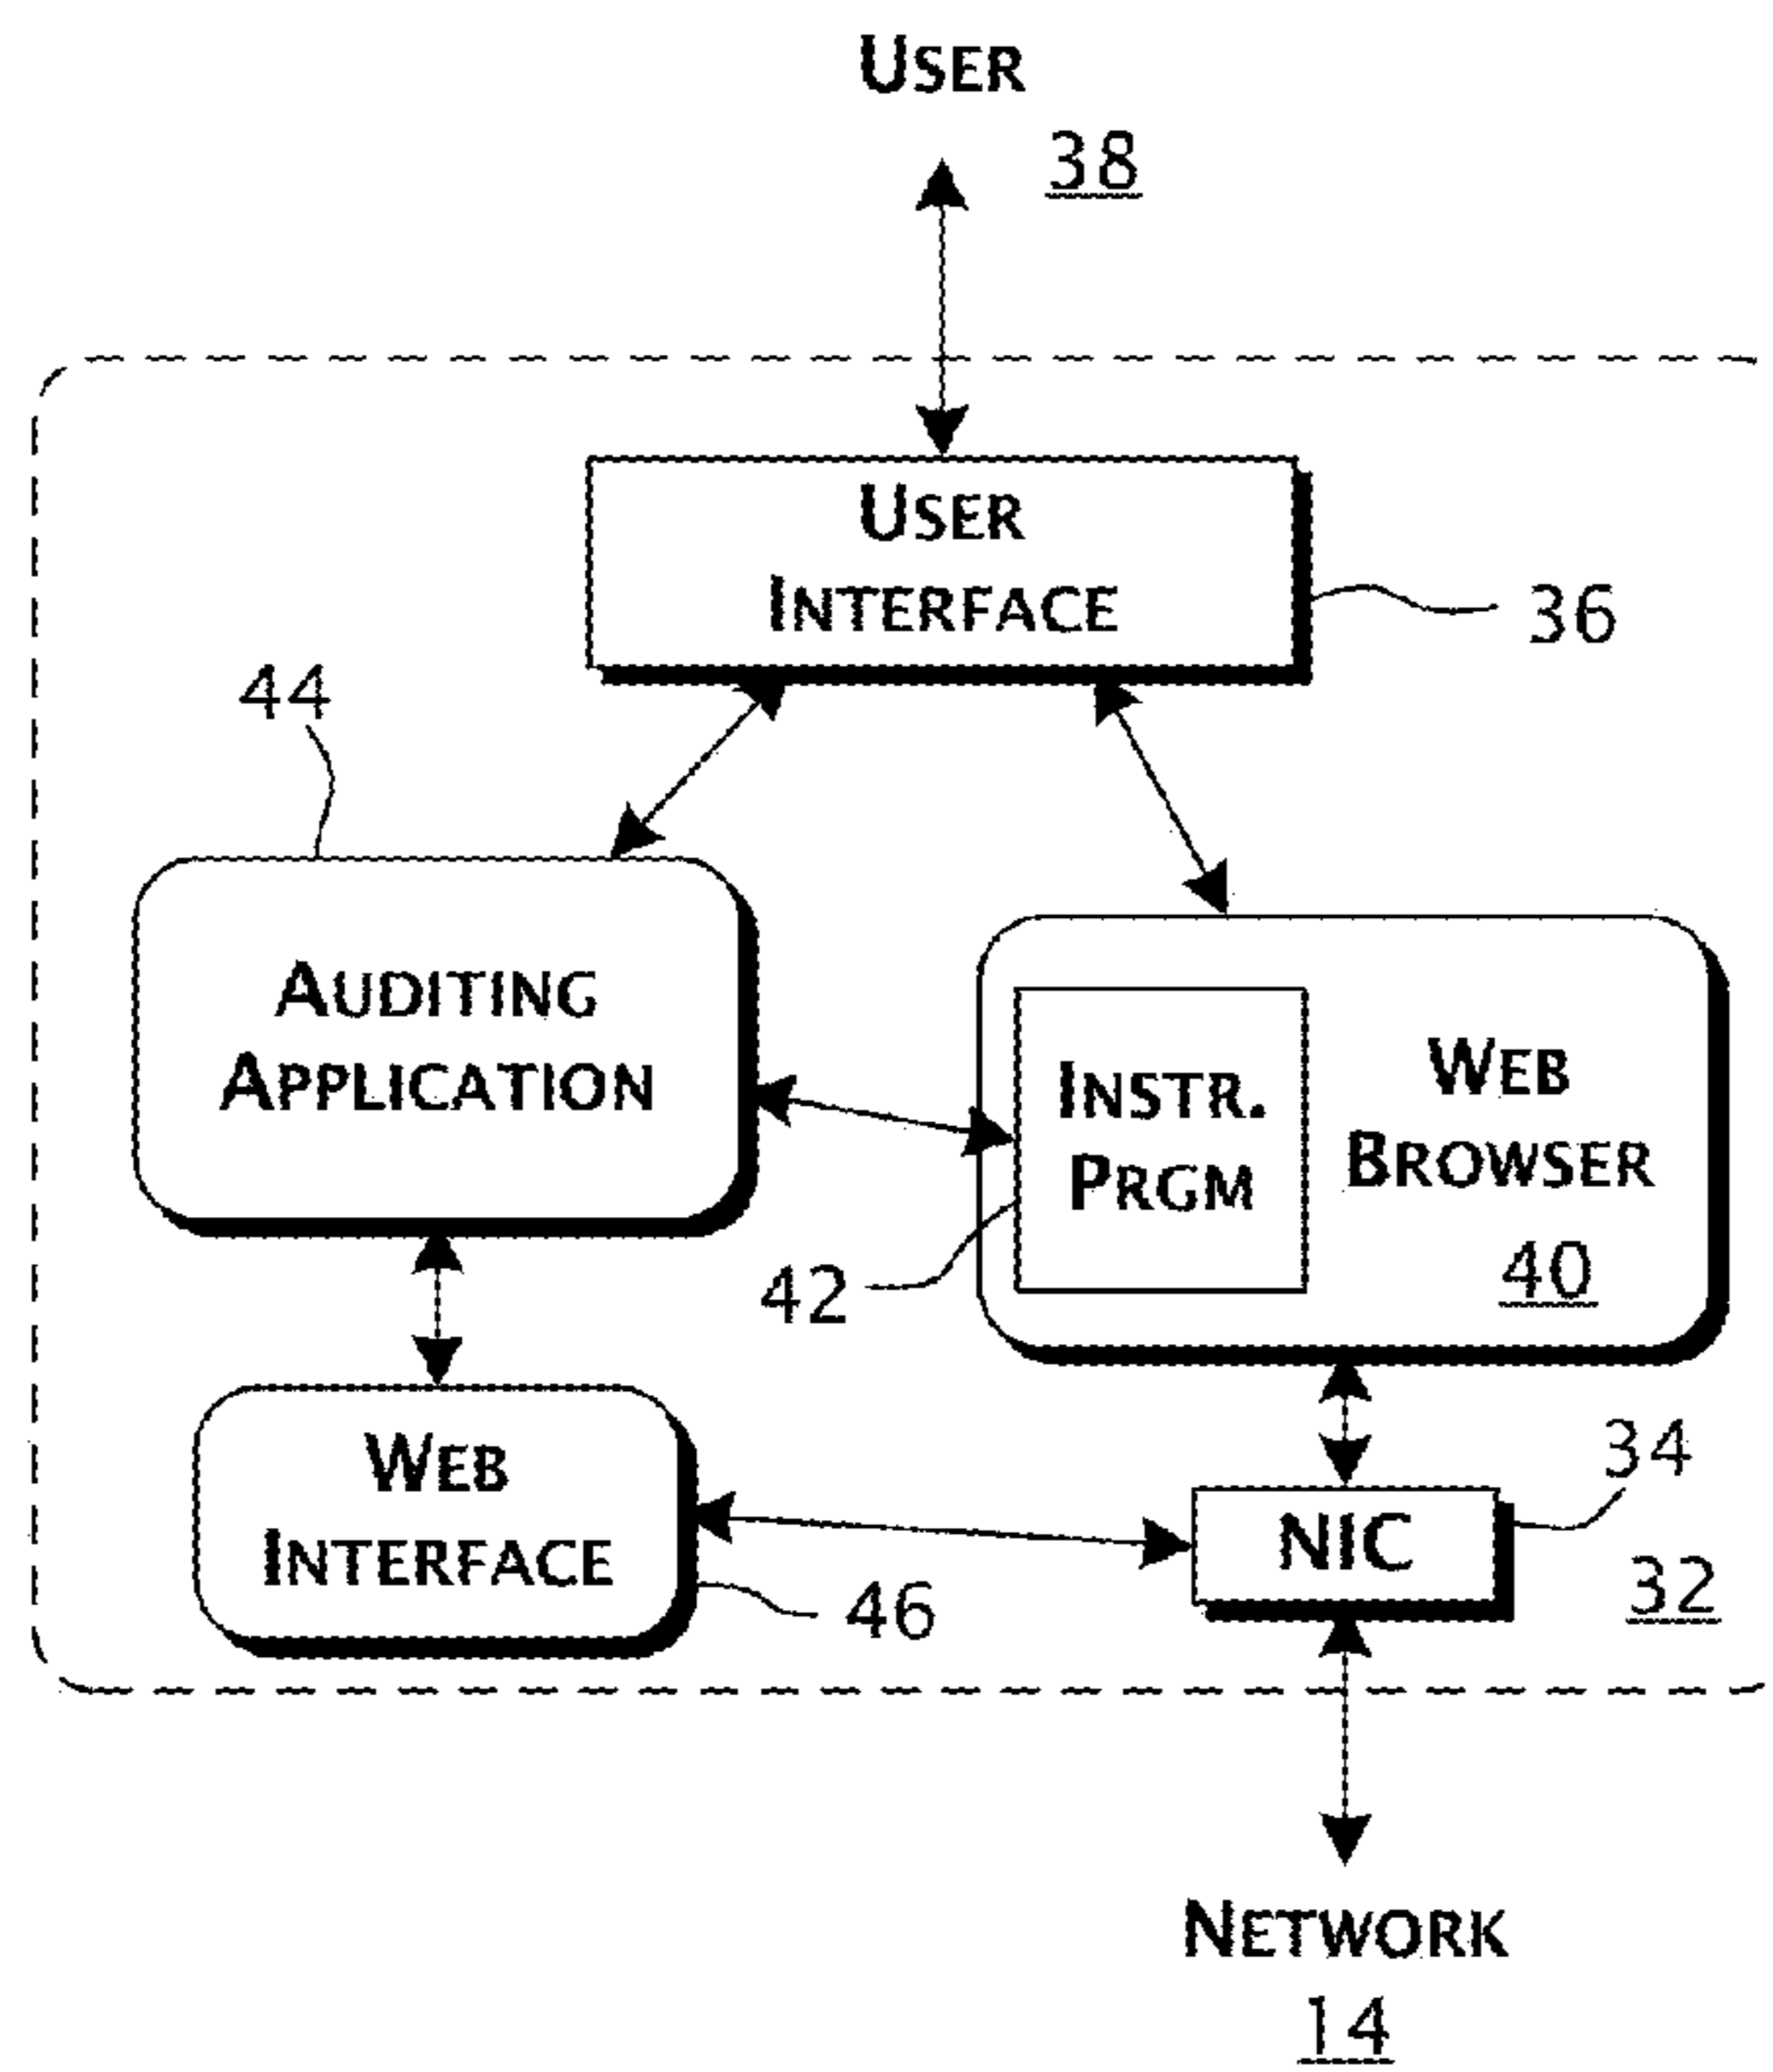 USER
38
USER
INTERFACE
36
44
AUDITING
APPLICATION
INSTR.
PRGM
WEB
BROWSER
40
42
WEB
INTERFACE
46
NIC
34
32
NETWORK
14